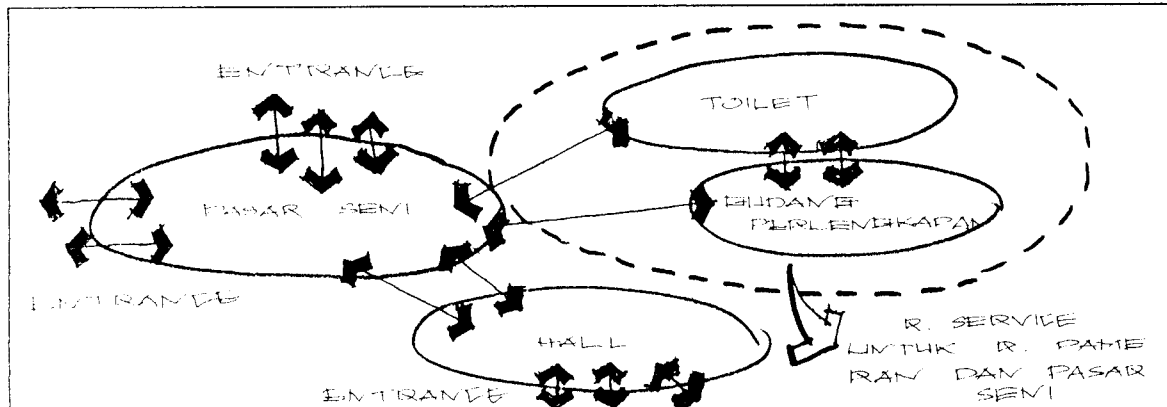 ENTRANCE
TOILET
PASAR SENI
GUDANG
PERLENGKAPAN
ENTRANCE
HALL
ENTRANCE
R. SERVICE
UNTUK R. PAME
RAN DAN PASAR
SENI